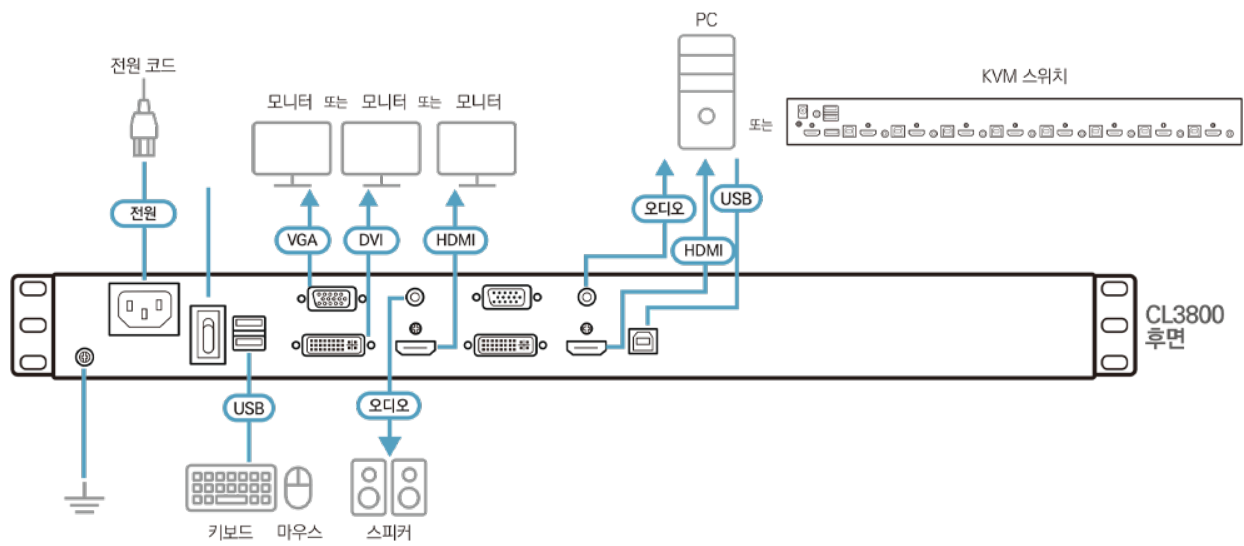 PC
전원 코드
KVM 스위치
모니터 또는 모니터 또는 모니터
또는
전원
오디오
USB
VGA
DVI
HDMI
HDMI
CL3800
후면
USB
오디오
키보드
마우스
스피커